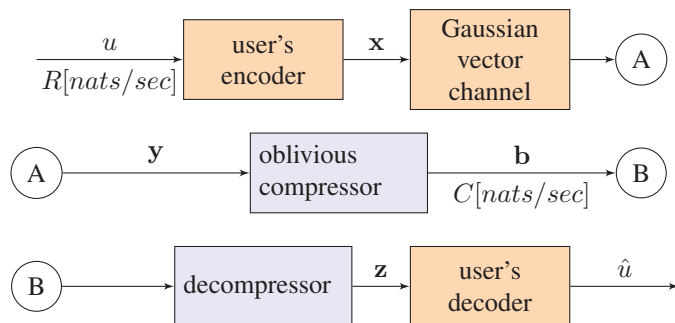 u
R[nats/sec]
user's
encoder
x
Gaussian
vector
channel
A
A
y
oblivious
compressor
b
C[nats/sec]
B
B
decompressor
z
user's
decoder
û